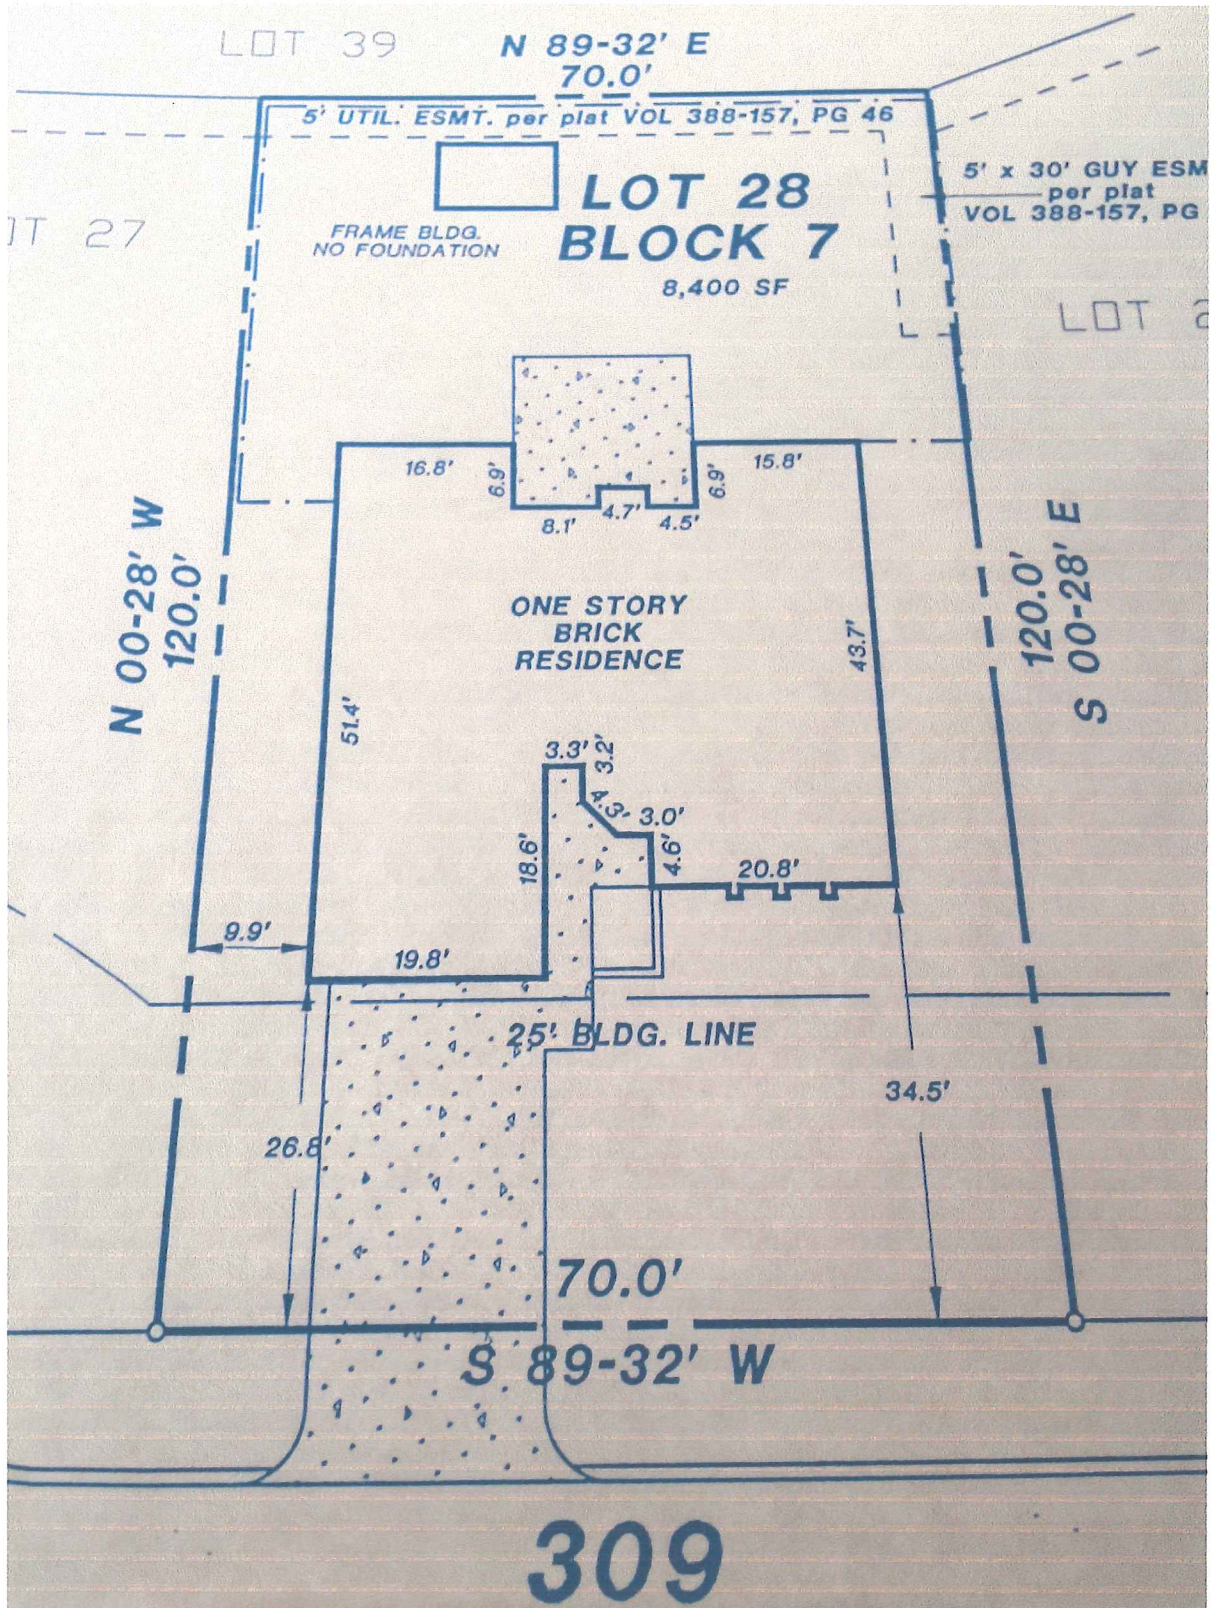 LOT 39
N 89-32' E
70.0'
5' UTIL. ESMT. per plat VOL 388-157, PG 46
LOT 28
BLOCK 7
8,400 SF
FRAME BLDG.
NO FOUNDATION
5' x 30' GUY ESM
per plat
VOL 388-157, PG
OT 27
LOT 2
16.8'
6.9'
8.1'
4.7'
4.5'
6.9'
15.8'
N 00-28' W
120.0'
120.0'
S 00-28' E
ONE STORY
BRICK
RESIDENCE
51.4'
43.7'
3.3'
3.2'
4.3'
3.0'
4.6'
18.6'
20.8'
9.9'
19.8'
25' BLDG. LINE
26.8'
34.5'
70.0'
S 89-32' W
309